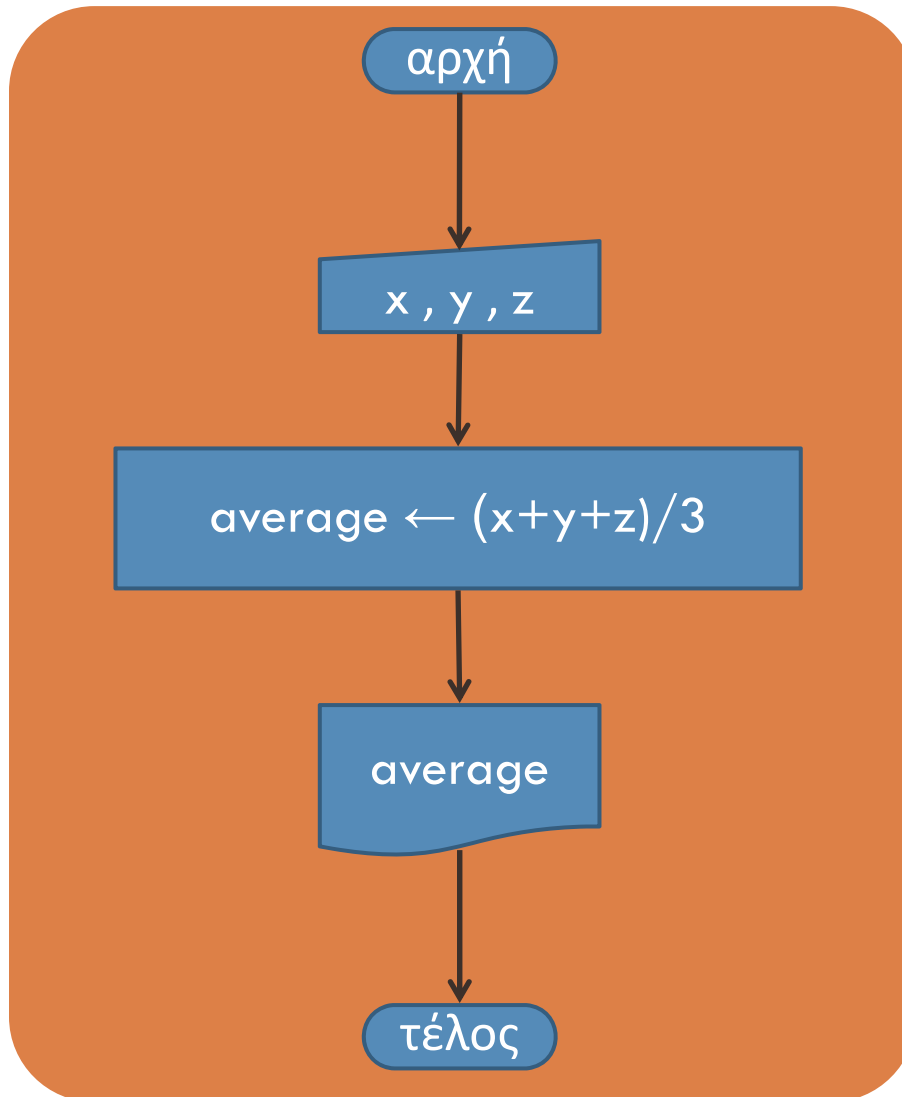 αρχή
x , y , z
average ← (x+y+z)/3
average
τέλος